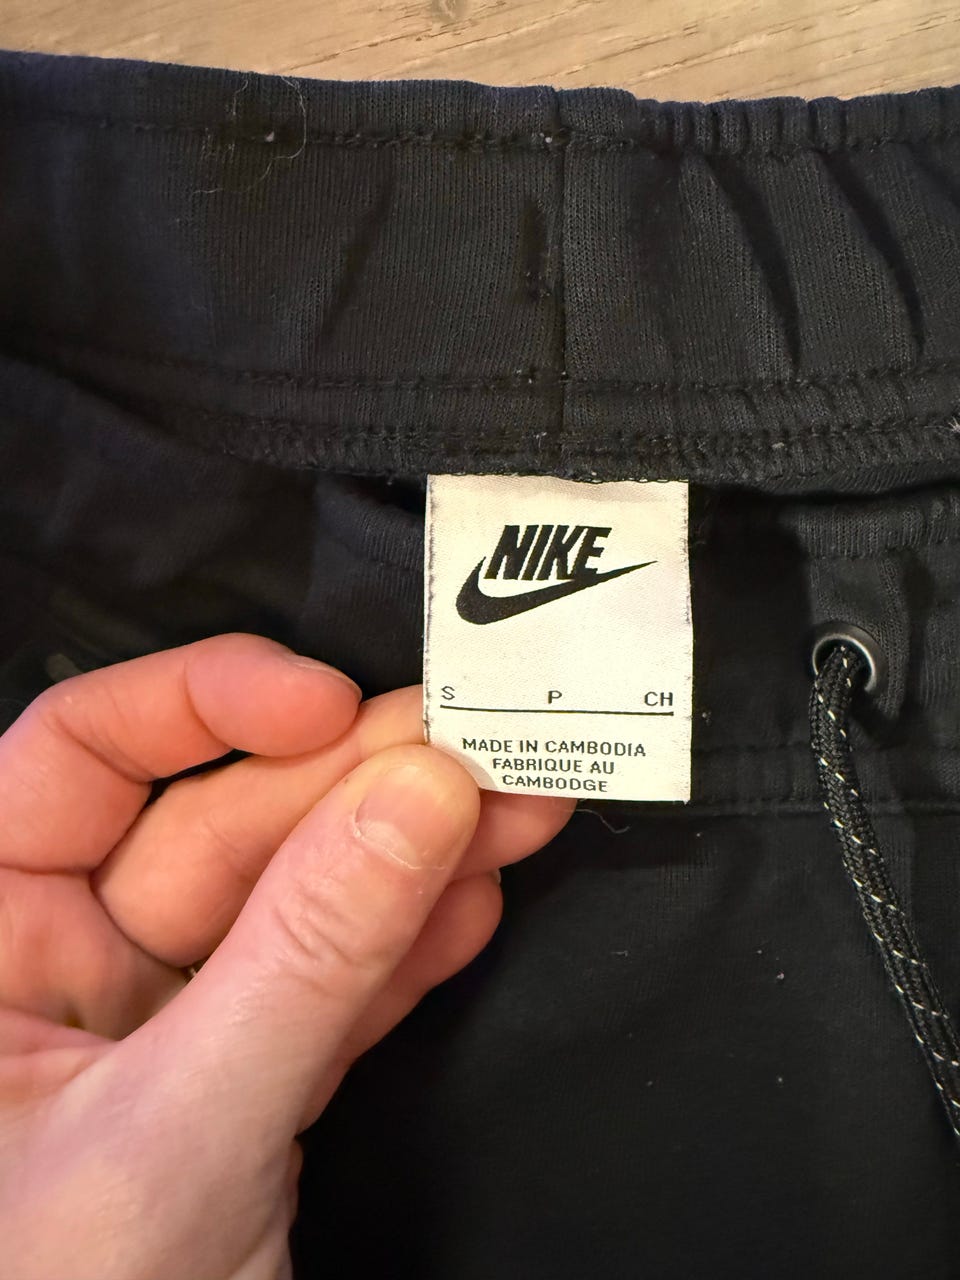 NIKE
S P CH
MADE IN CAMBODIA
FABRIQUE AU
CAMBODGE